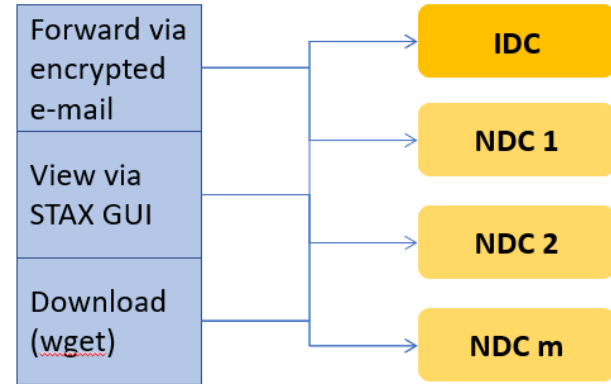 Forward via
encrypted
e-mail
View via
STAX GUI
Download
(wget)
IDC
NDC 1
NDC 2
NDC m